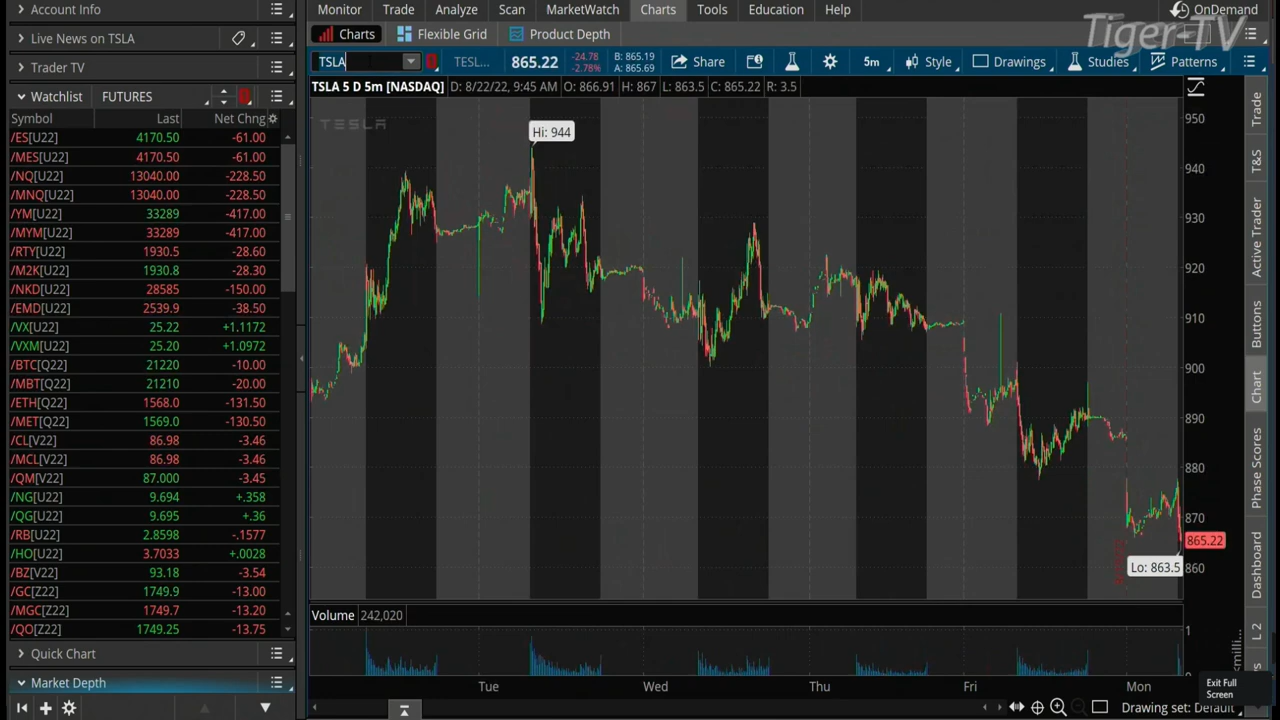 Account Info
Live News on TSLA
Trader TV
Watchlist FUTURES
Symbol Last Net Chng
/ES[U22] 4170.50 -61.00
/MES[U22] 4170.50 -61.00
/NQ[U22] 13040.00 -228.50
/MNQ[U22] 13040.00 -228.50
/YM[U22] 33289 -417.00
/MYM[U22] 33289 -417.00
/RTY[U22] 1930.5 -28.60
/M2K[U22] 1930.8 -28.30
/NKD[U22] 28585 -150.00
/EMD[U22] 2539.9 -38.50
/VX[U22] 25.22 +1.1172
/VXM[U22] 25.20 +1.0972
/BTC[Q22] 21220 -10.00
/MBT[Q22] 21210 -20.00
/ETH[Q22] 1568.0 -131.50
/MET[Q22] 1569.0 -130.50
/CL[V22] 86.98 -3.46
/MCL[V22] 86.98 -3.46
/QM[V22] 87.000 -3.45
/NG[U22] 9.694 +.358
/QG[U22] 9.695 +.36
/RB[U22] 2.8598 -.1577
/HO[U22] 3.7033 +.0028
/BZ[V22] 93.18 -3.54
/GC[Z22] 1749.9 -13.00
/MGC[Z22] 1749.7 -13.20
/QO[Z22] 1749.25 -13.75
Quick Chart
Market Depth
Monitor Trade Analyze Scan MarketWatch Charts Tools Education Help OnDemand
Tiger-TV
Charts Flexible Grid Product Depth
TSLA TESL... 865.22 -24.78 -2.78% B: 865.19 A: 865.69 Share 5m Style Drawings Studies Patterns
TSLA 5 D 5m [NASDAQ] D: 8/22/22, 9:45 AM O: 866.91 H: 867 L: 863.5 C: 865.22 R: 3.5
TESLA
Hi: 944
950
940
930
920
910
900
890
880
870
865.22
860
Lo: 863.5
Volume 242,020
1
Tue Wed Thu Fri Mon
Drawing set: Default
Exit Full
Screen
Trade
T&S
Active Trader
Buttons
Chart
Phase Scores
Dashboard
L 2